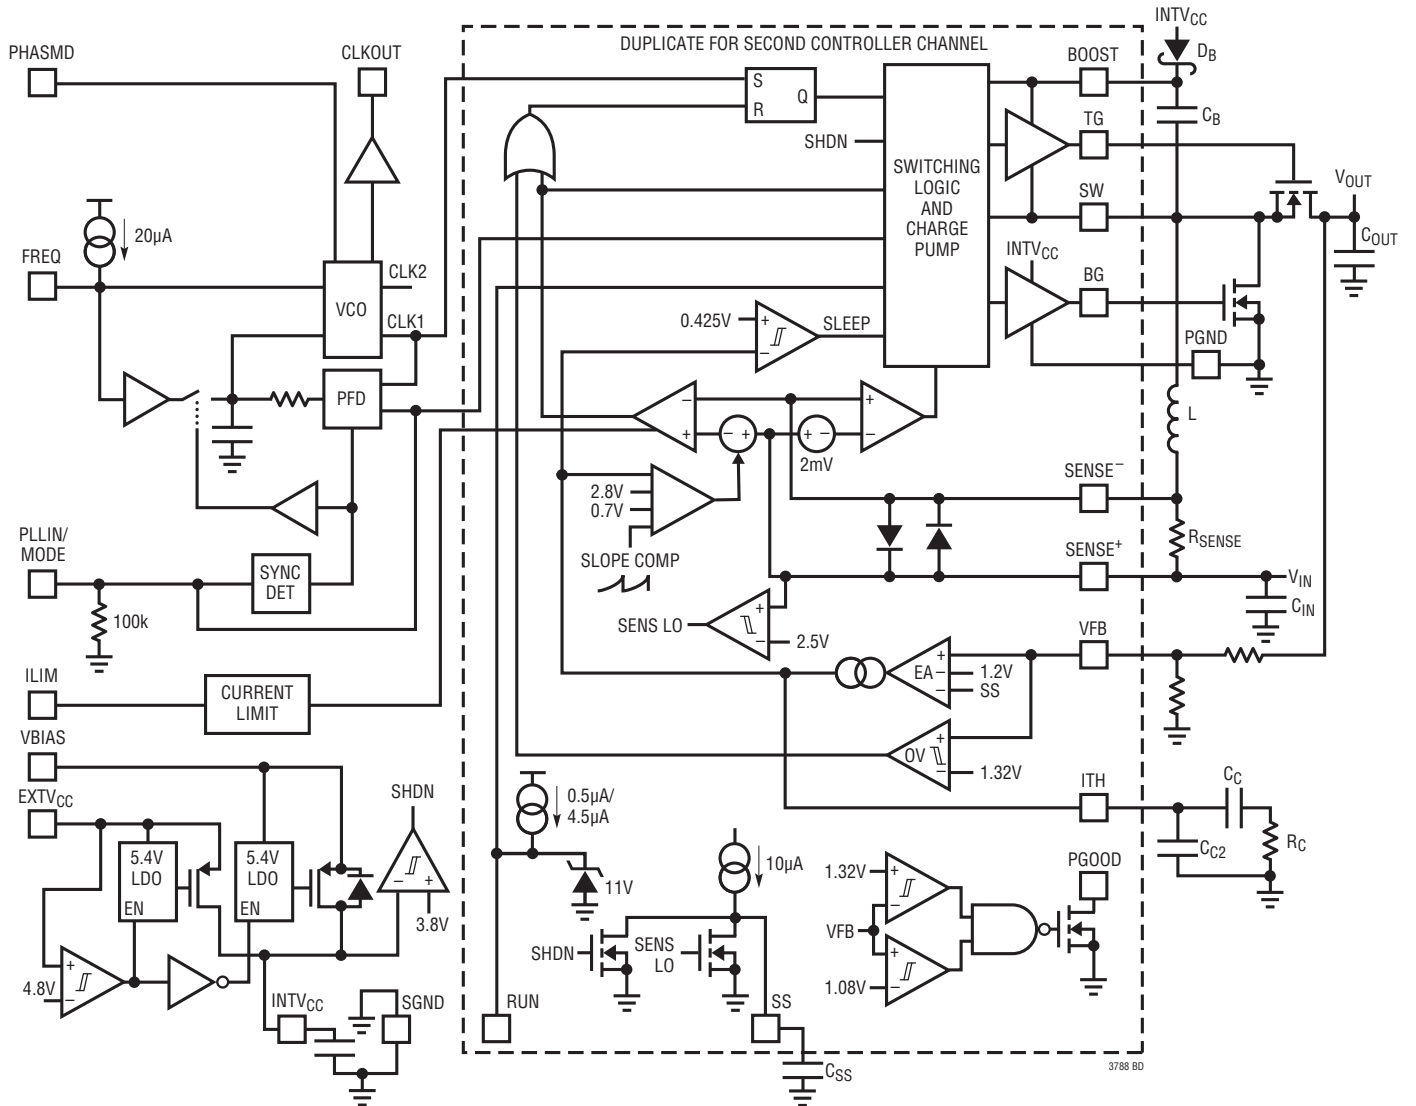 INTVCC
DUPLICATE FOR SECOND CONTROLLER CHANNEL
PHASMD
CLKOUT
BOOST
DB
S
R
Q
CB
TG
SHDN
SWITCHING
LOGIC
AND
CHARGE
PUMP
VOUT
SW
COUT
20µA
FREQ
CLK2
VCO
CLK1
INTVCC
BG
0.425V
+
−
SLEEP
PGND
PFD
−
+
− +
+ −
2mV
+
−
L
2.8V
0.7V
SLOPE COMP
SENSE−
RSENSE
SENSE+
VIN
CIN
PLLIN/
MODE
SYNC
DET
100k
SENS LO
+
−
2.5V
VFB
EA
+
−
−
1.2V
SS
ILIM
CURRENT
LIMIT
OV
+
−
1.32V
VBIAS
EXTVCC
SHDN
5.4V
LDO
EN
5.4V
LDO
EN
−
+
3.8V
0.5µA/
4.5µA
ITH
CC
RC
CC2
11V
10µA
1.32V
+
−
PGOOD
VFB
SHDN
SENS
LO
+
−
1.08V
4.8V
+
−
INTVCC
SGND
RUN
SS
CSS
3788 BD